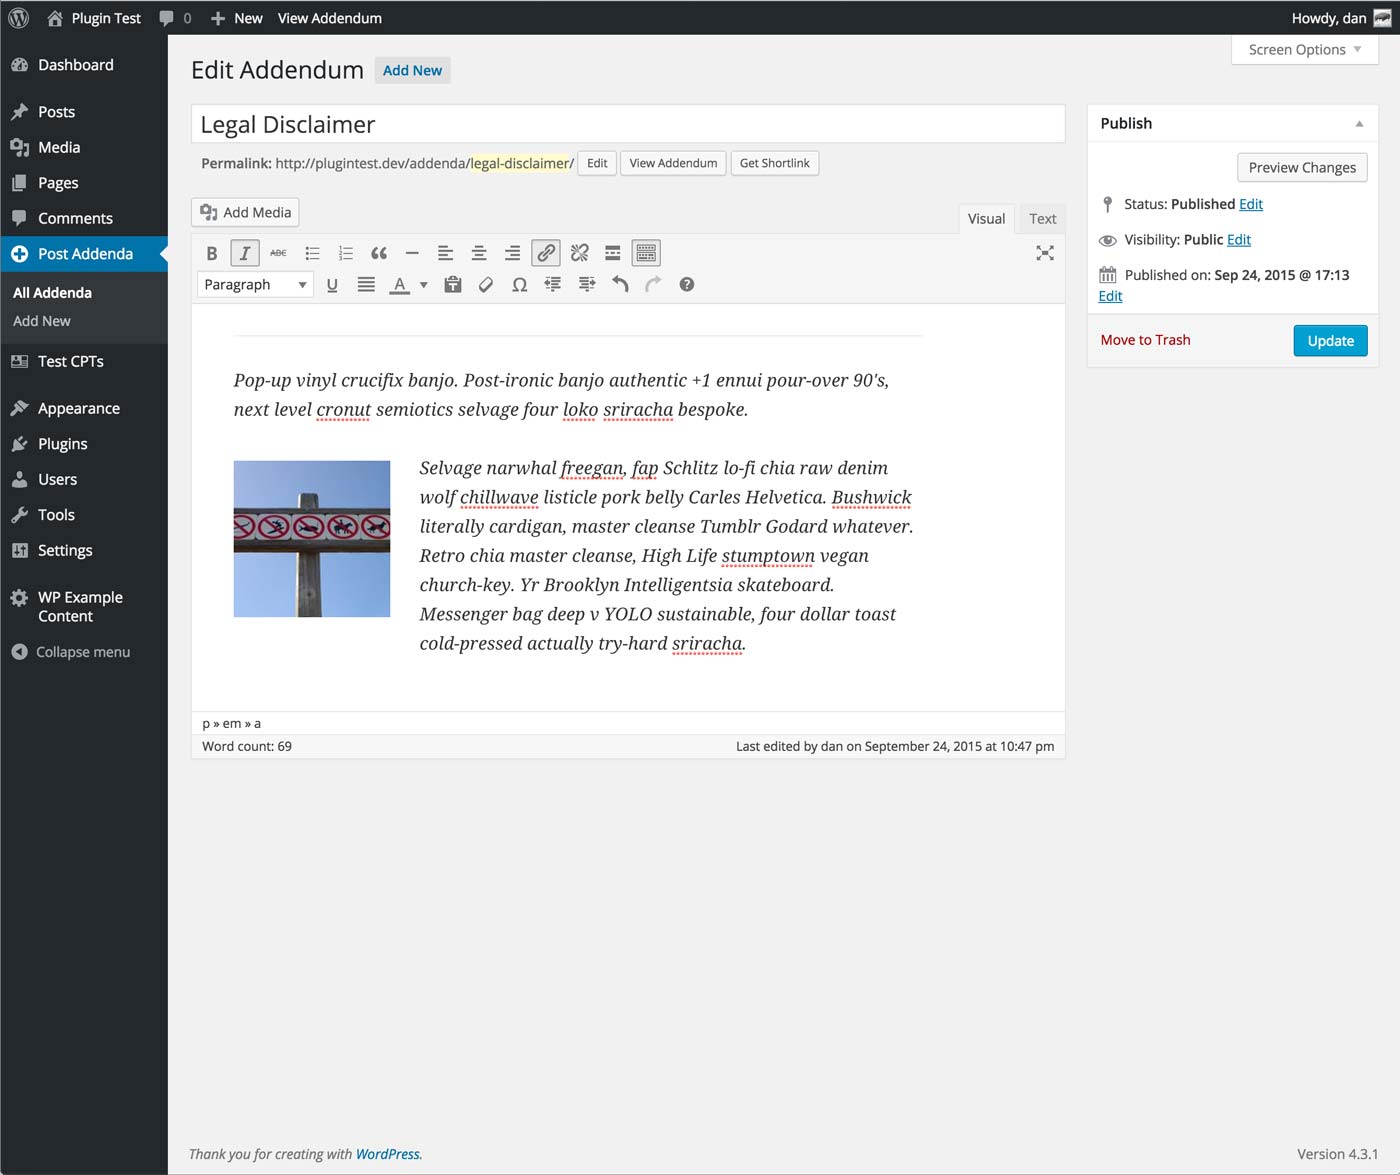 Plugin Test 0 New View Addendum Howdy, dan
Screen Options
Dashboard
Posts
Media
Pages
Comments
Post Addenda
All Addenda
Add New
Test CPTs
Appearance
Plugins
Users
Tools
Settings
WP Example
Content
Collapse menu
Edit Addendum Add New
Legal Disclaimer
Permalink: http://plugintest.dev/addenda/legal-disclaimer/ Edit View Addendum Get Shortlink
Add Media Visual Text
B I ABC
Paragraph U A Ω ?
Pop-up vinyl crucifix banjo. Post-ironic banjo authentic +1 ennui pour-over 90's,
next level cronut semiotics selvage four loko sriracha bespoke.
Selvage narwhal freegan, fap Schlitz lo-fi chia raw denim
wolf chillwave listicle pork belly Carles Helvetica. Bushwick
literally cardigan, master cleanse Tumblr Godard whatever.
Retro chia master cleanse, High Life stumptown vegan
church-key. Yr Brooklyn Intelligentsia skateboard.
Messenger bag deep v YOLO sustainable, four dollar toast
cold-pressed actually try-hard sriracha.
p » em » a
Word count: 69 Last edited by dan on September 24, 2015 at 10:47 pm
Publish
Preview Changes
Status: Published Edit
Visibility: Public Edit
Published on: Sep 24, 2015 @ 17:13
Edit
Move to Trash Update
Thank you for creating with WordPress. Version 4.3.1